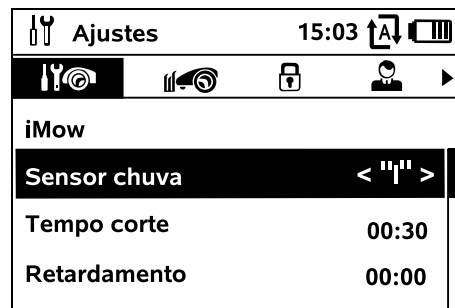 Ajustes 15:03 A
iMow
Sensor chuva < "I" >
Tempo corte 00:30
Retardamento 00:00